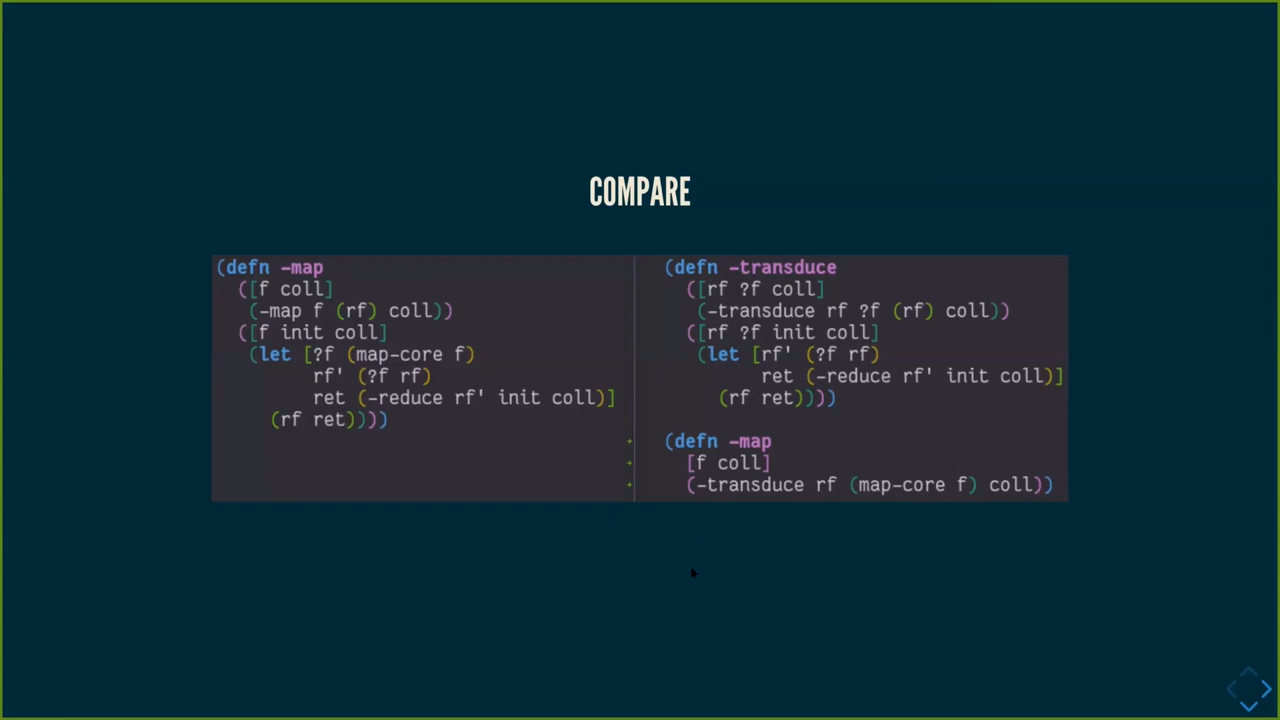 COMPARE
(defn -map
([f coll]
(-map f (rf) coll))
([f init coll]
(let [?f (map-core f)
rf' (?f rf)
ret (-reduce rf' init coll)]
(rf ret))))
(defn -transduce
([rf ?f coll]
(-transduce rf ?f (rf) coll))
([rf ?f init coll]
(let [rf' (?f rf)
ret (-reduce rf' init coll)]
(rf ret))))
+
+
+
(defn -map
[f coll]
(-transduce rf (map-core f) coll))